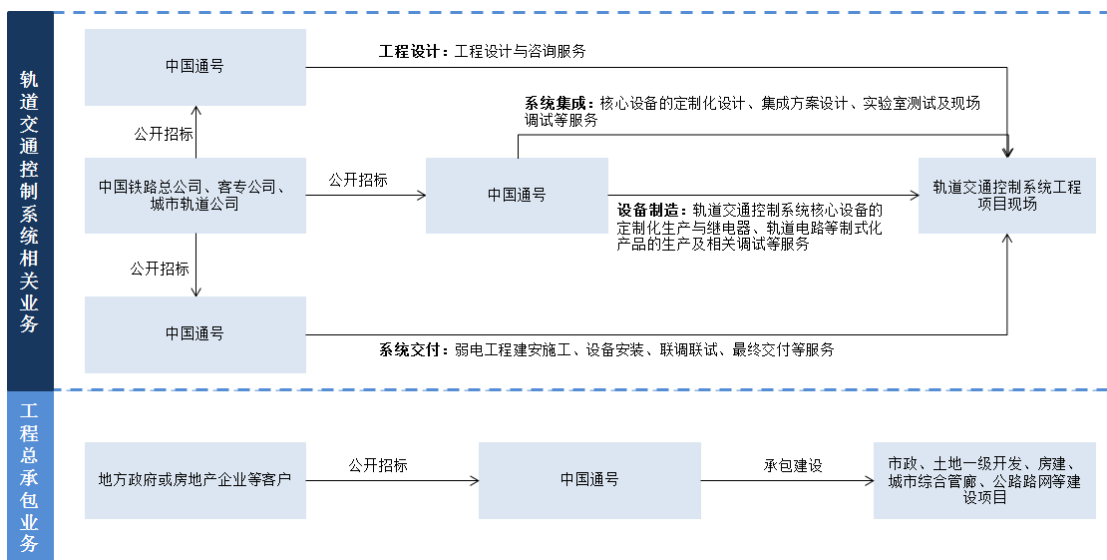 轨道交通控制系统相关业务
中国通号
工程设计：工程设计与咨询服务
系统集成：核心设备的定制化设计、集成方案设计、实验室测试及现场
调试等服务
公开招标
中国铁路总公司、客专公司、
城市轨道公司
公开招标
中国通号
轨道交通控制系统工程
项目现场
设备制造：轨道交通控制系统核心设备的
定制化生产与继电器、轨道电路等制式化
产品的生产及相关调试等服务
公开招标
中国通号
系统交付：弱电工程建安施工、设备安装、联调联试、最终交付等服务
工程总承包业务
地方政府或房地产企业等客户
公开招标
中国通号
承包建设
市政、土地一级开发、房建、
城市综合管廊、公路路网等建
设项目